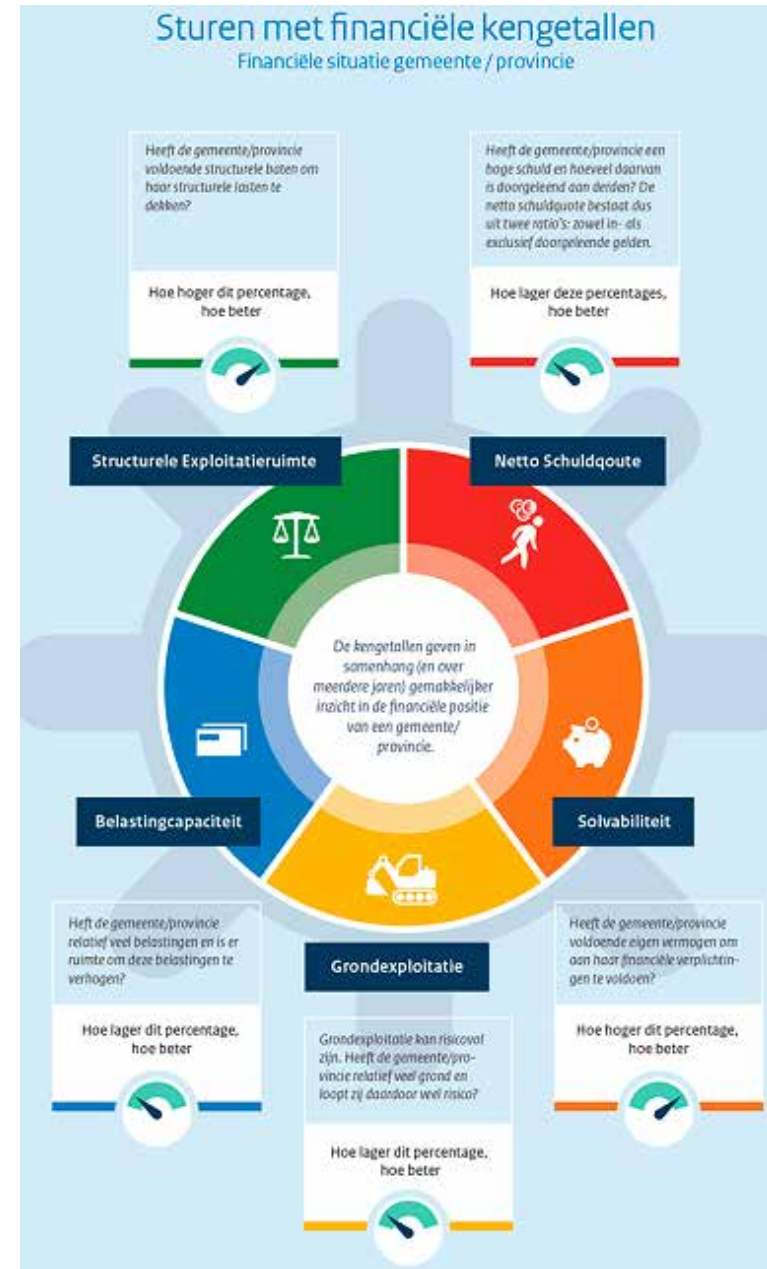 Sturen met financiële kengetallen
Financiële situatie gemeente / provincie
Heeft de gemeente/provincie
voldoende structurele baten om
haar structurele lasten te
dekken?
Hoe hoger dit percentage,
hoe beter
Heeft de gemeente/provincie een
hoge schuld en hoeveel daarvan
is doorgeleend aan derden? De
netto schuldquote bestaat dus
uit twee ratio's: zowel in- als
exclusief doorgeleende gelden.
Hoe lager deze percentages,
hoe beter
Structurele Exploitatieruimte
Netto Schuldqoute
De kengetallen geven in
samenhang (en over
meerdere jaren) gemakkelijker
inzicht in de financiële positie
van een gemeente/
provincie.
Belastingcapaciteit
Solvabiliteit
Heft de gemeente/provincie
relatief veel belastingen en is er
ruimte om deze belastingen te
verhogen?
Hoe lager dit percentage,
hoe beter
Grondexploitatie
Grondexploitatie kan risicovol
zijn. Heeft de gemeente/pro-
vincie relatief veel grond en
loopt zij daardoor veel risico?
Hoe lager dit percentage,
hoe beter
Heeft de gemeente/provincie
voldoende eigen vermogen om
aan haar financiële verplichtin-
gen te voldoen?
Hoe hoger dit percentage,
hoe beter